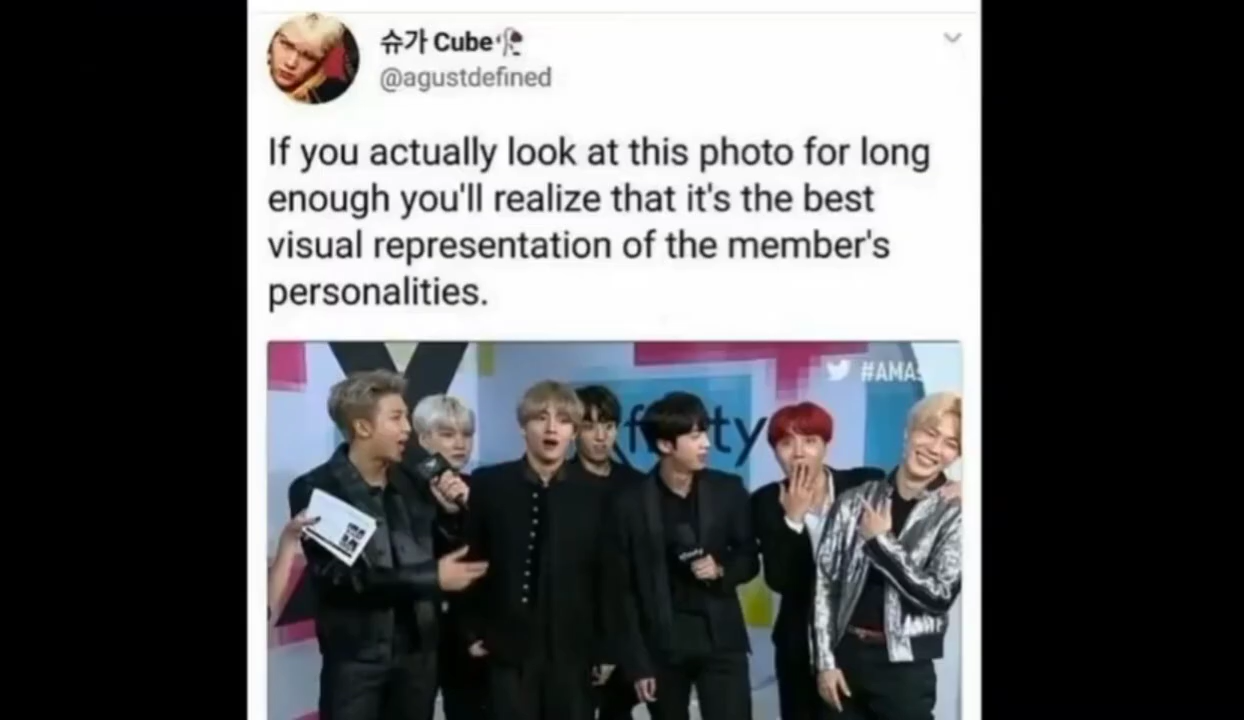 슈가 Cube🥀
@agustdefined
If you actually look at this photo for long
enough you'll realize that it's the best
visual representation of the member's
personalities.
#AMAs
xfinity